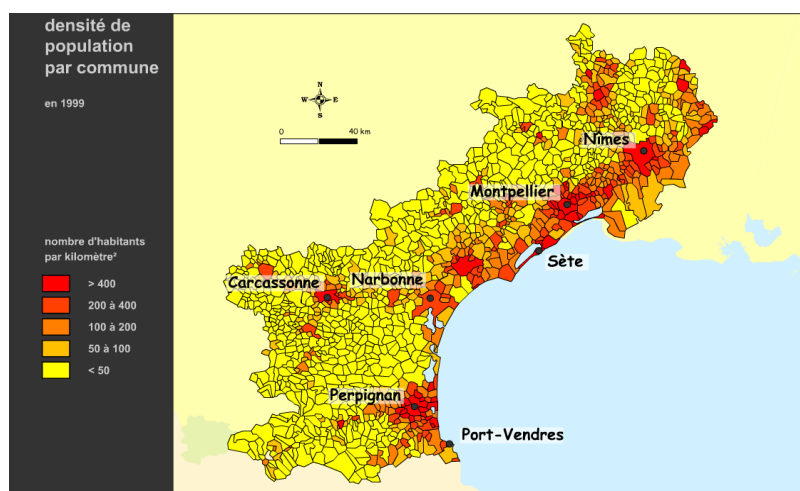 densité de
population
par commune
en 1999
N
W E
S
0 40 km
Nîmes
Montpellier
Sète
Carcassonne
Narbonne
Perpignan
Port-Vendres
nombre d'habitants
par kilomètre²
> 400
200 à 400
100 à 200
50 à 100
< 50